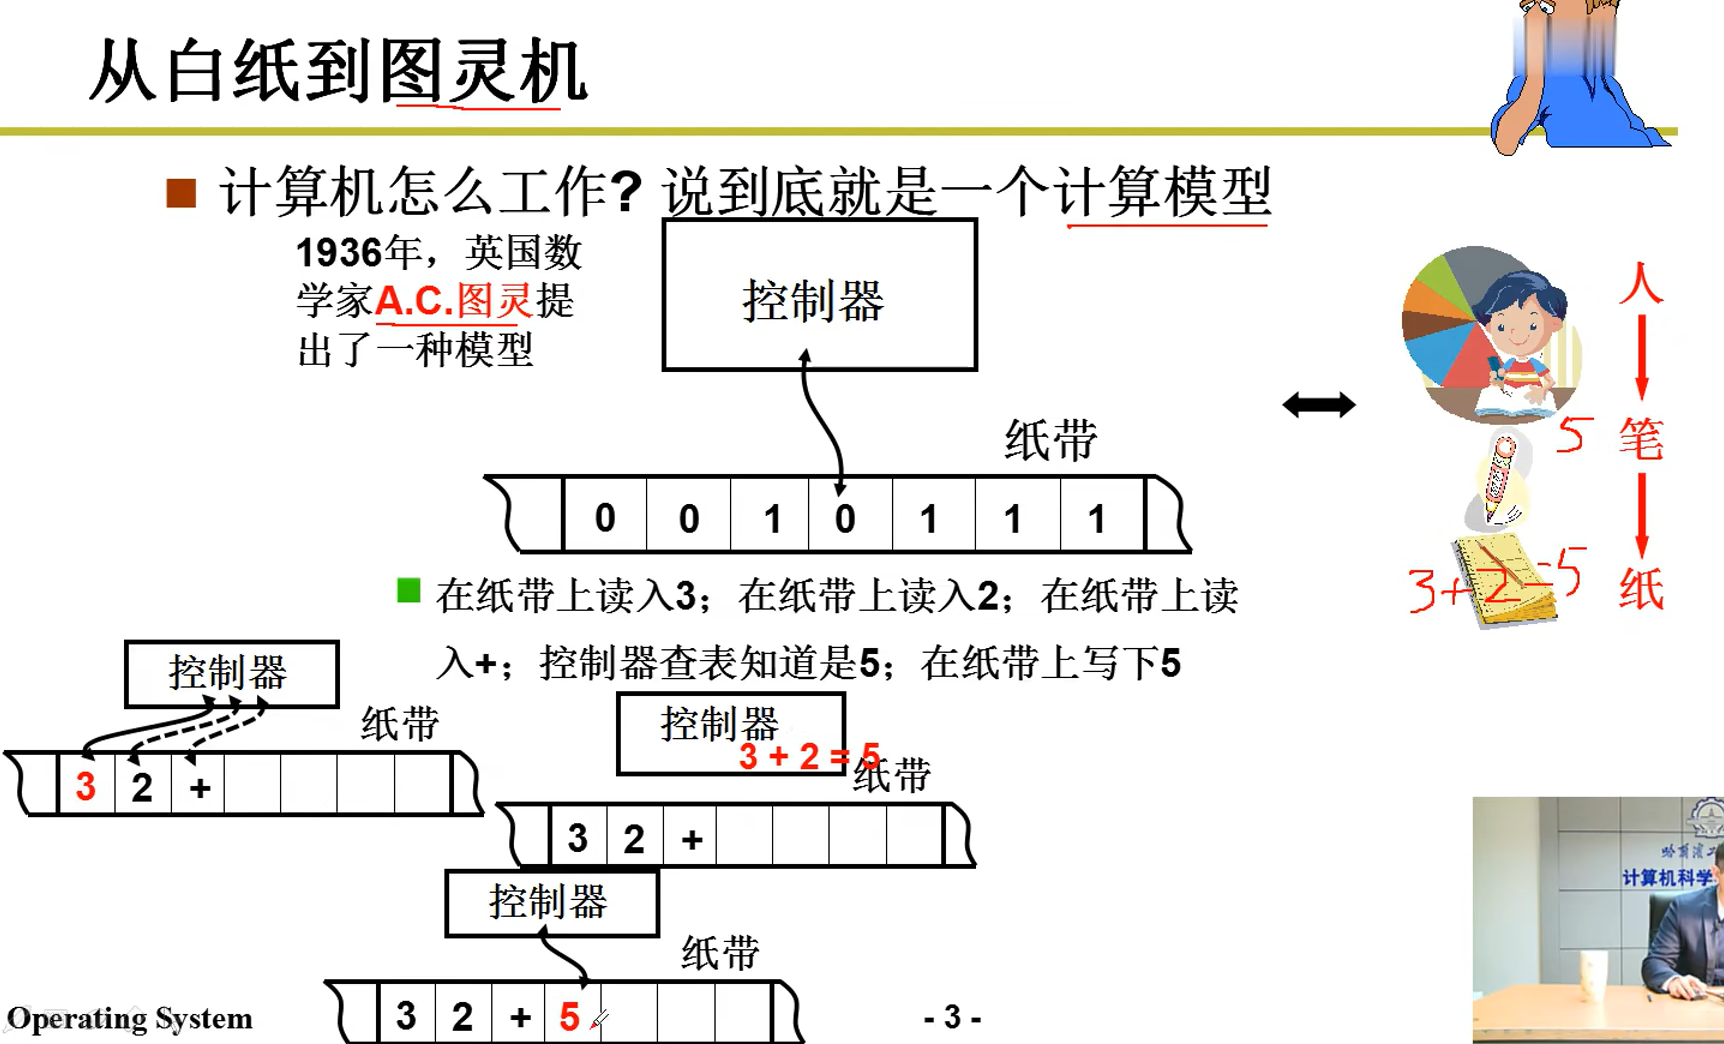 从白纸到图灵机
计算机怎么工作? 说到底就是一个计算模型
1936年，英国数
学家A.C.图灵提
出了一种模型
控制器
纸带
0 0 1 0 1 1 1
人
5 笔
3+2=5 纸
在纸带上读入3；在纸带上读入2；在纸带上读
入+；控制器查表知道是5；在纸带上写下5
控制器
纸带
3 2 +
控制器
3 + 2 = 5
纸带
3 2 +
控制器
纸带
3 2 + 5
计算机科学
Operating System
- 3 -